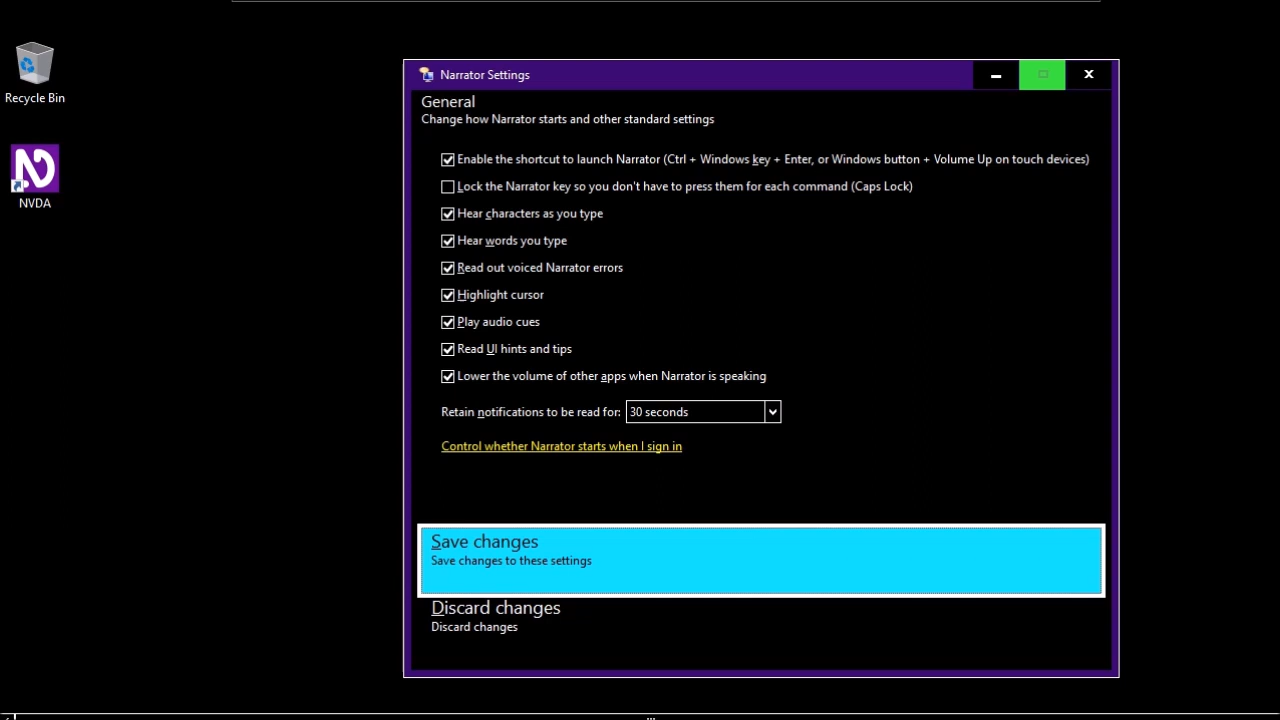 Recycle Bin
NVDA
Narrator Settings
General
Change how Narrator starts and other standard settings
Enable the shortcut to launch Narrator (Ctrl + Windows key + Enter, or Windows button + Volume Up on touch devices)
Lock the Narrator key so you don't have to press them for each command (Caps Lock)
Hear characters as you type
Hear words you type
Read out voiced Narrator errors
Highlight cursor
Play audio cues
Read UI hints and tips
Lower the volume of other apps when Narrator is speaking
Retain notifications to be read for: 30 seconds
Control whether Narrator starts when I sign in
Save changes
Save changes to these settings
Discard changes
Discard changes